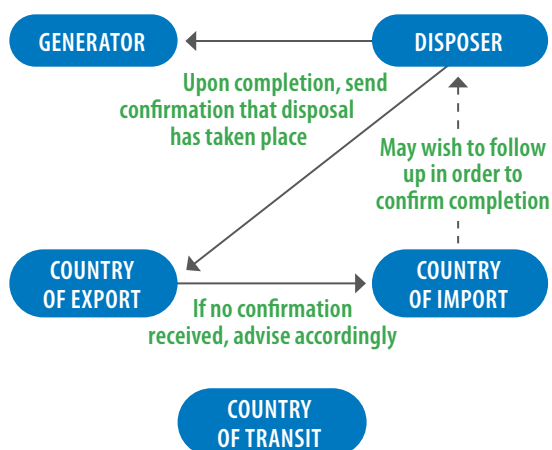 GENERATOR
DISPOSER
Upon completion, send
confirmation that disposal
has taken place
May wish to follow
up in order to
confirm completion
COUNTRY
OF EXPORT
COUNTRY
OF IMPORT
If no confirmation
received, advise accordingly
COUNTRY
OF TRANSIT